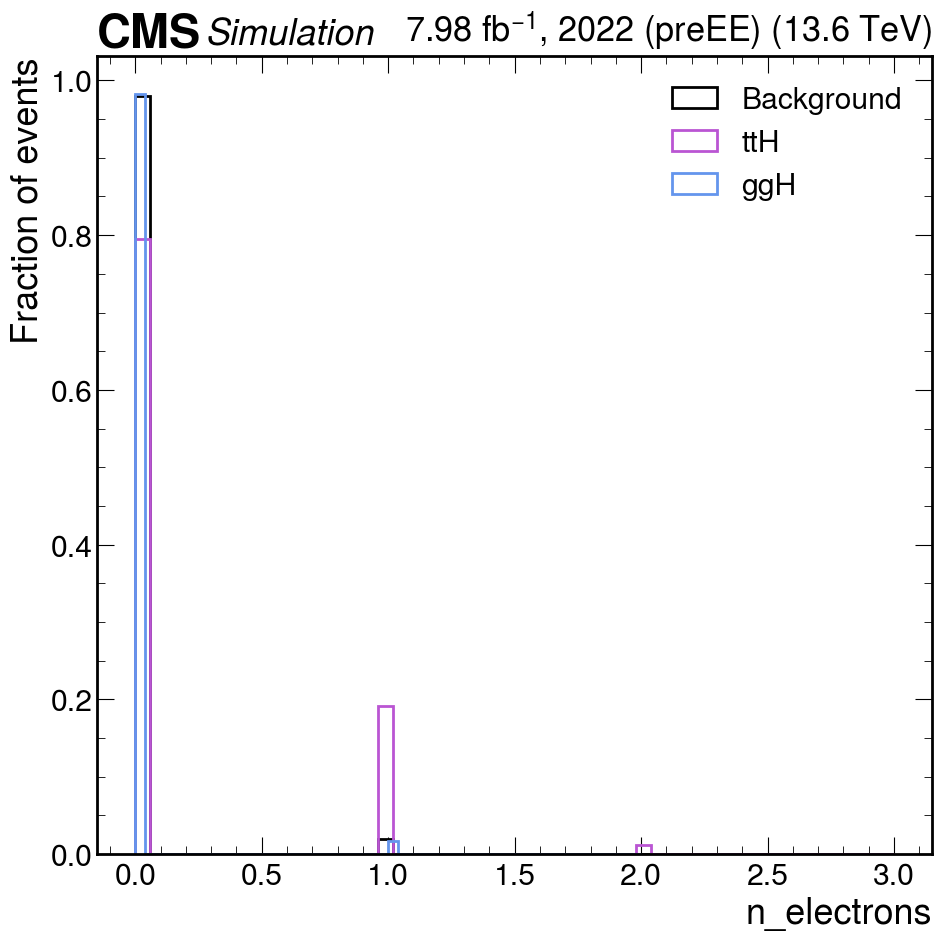 CMS Simulation 7.98 fb⁻¹, 2022 (preEE) (13.6 TeV)
Fraction of events
1.0
0.8
0.6
0.4
0.2
0.0
Background
ttH
ggH
0.0 0.5 1.0 1.5 2.0 2.5 3.0
n_electrons